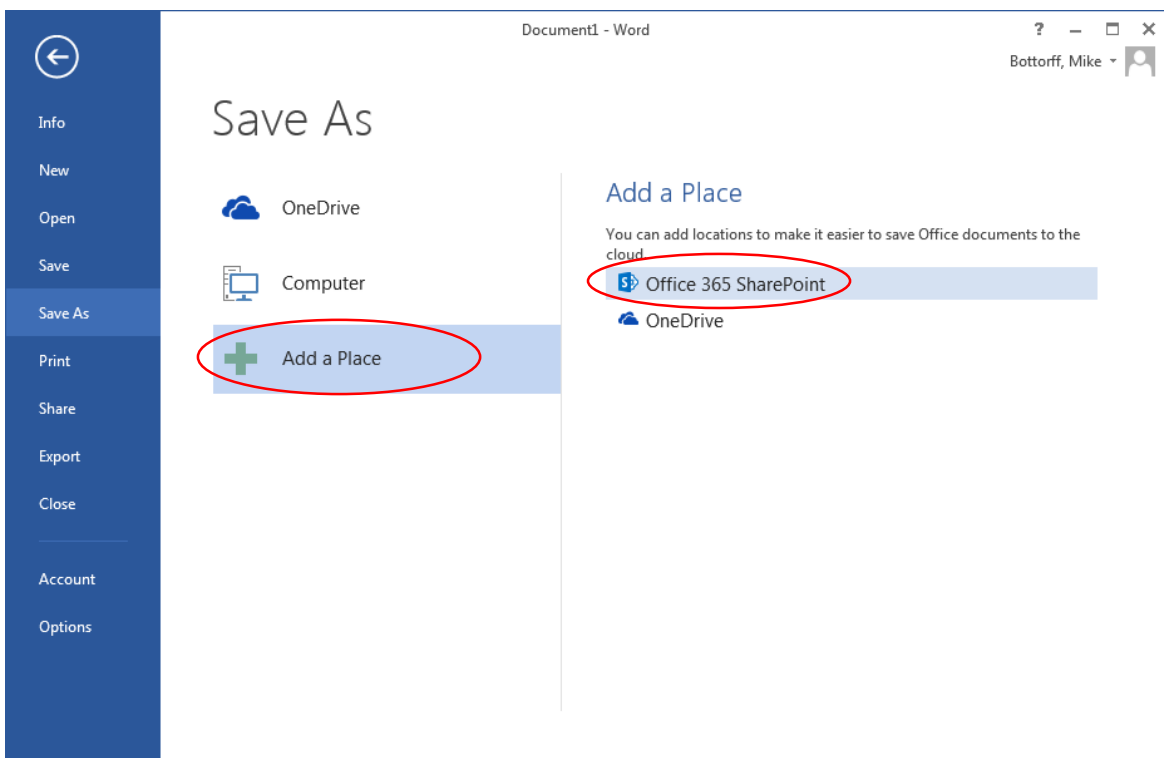 Document1 - Word
?
Bottorff, Mike
Info
New
Open
Save
Save As
Print
Share
Export
Close
Account
Options
Save As
OneDrive
Computer
Add a Place
Add a Place
You can add locations to make it easier to save Office documents to the
cloud.
Office 365 SharePoint
OneDrive